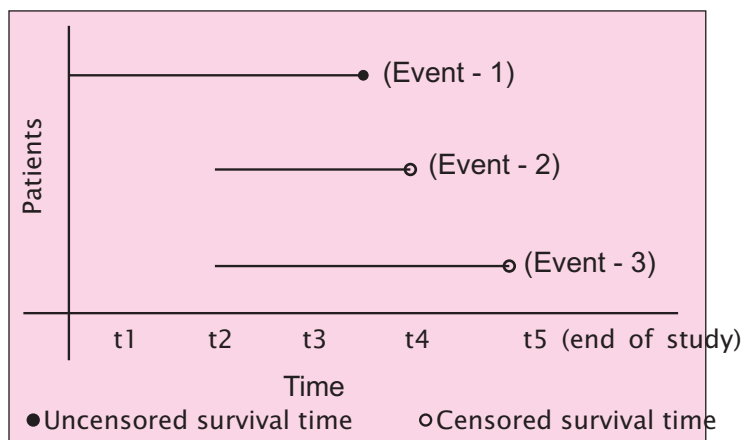 (Event - 1)
(Event - 2)
(Event - 3)
Patients
t1 t2 t3 t4 t5 (end of study)
Time
Uncensored survival time Censored survival time